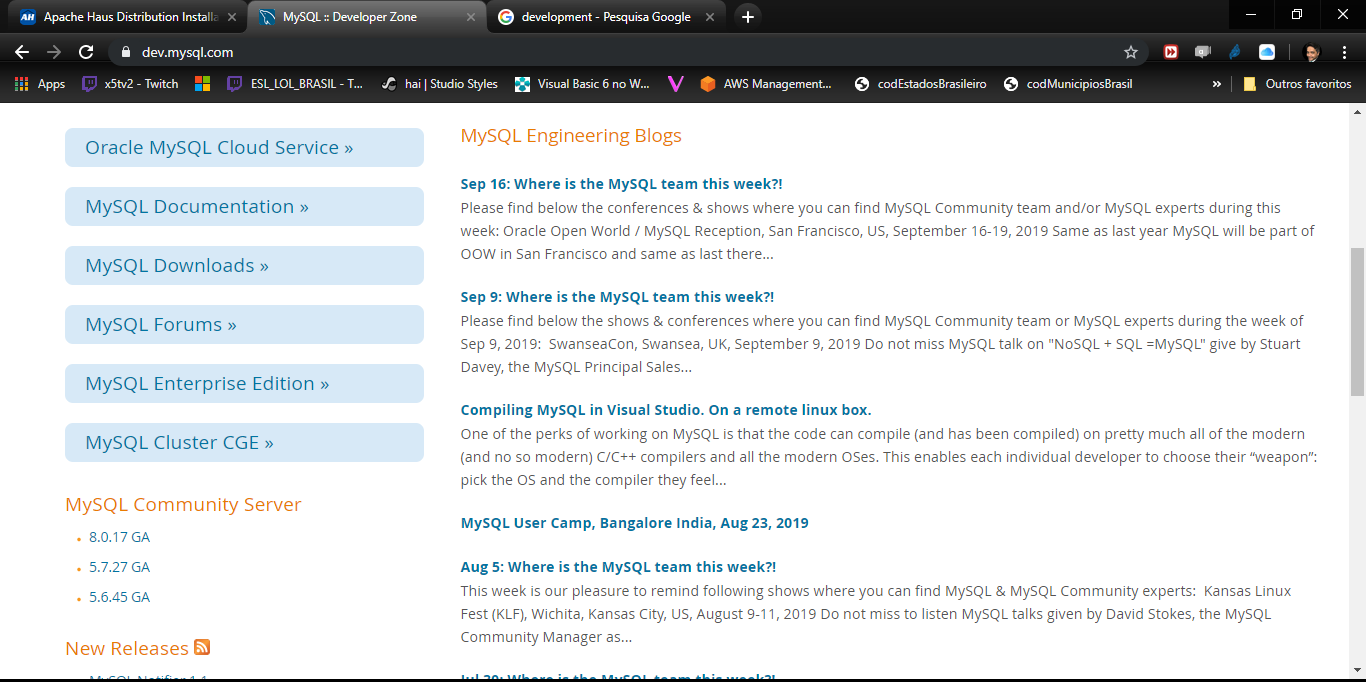 AH Apache Haus Distribution Installa
MySQL :: Developer Zone
development - Pesquisa Google
dev.mysql.com
Apps
x5tv2 - Twitch
ESL_LOL_BRASIL - T...
hai | Studio Styles
Visual Basic 6 no W...
AWS Management...
codEstadosBrasileiro
codMunicipiosBrasil
»
Outros favoritos
Oracle MySQL Cloud Service »
MySQL Documentation »
MySQL Downloads »
MySQL Forums »
MySQL Enterprise Edition »
MySQL Cluster CGE »
MySQL Community Server
8.0.17 GA
5.7.27 GA
5.6.45 GA
New Releases
MySQL Notifier 1.1
MySQL Engineering Blogs
Sep 16: Where is the MySQL team this week?!
Please find below the conferences & shows where you can find MySQL Community team and/or MySQL experts during this
week: Oracle Open World / MySQL Reception, San Francisco, US, September 16-19, 2019 Same as last year MySQL will be part of
OOW in San Francisco and same as last there...
Sep 9: Where is the MySQL team this week?!
Please find below the shows & conferences where you can find MySQL Community team or MySQL experts during the week of
Sep 9, 2019:  SwanseaCon, Swansea, UK, September 9, 2019 Do not miss MySQL talk on "NoSQL + SQL =MySQL" give by Stuart
Davey, the MySQL Principal Sales...
Compiling MySQL in Visual Studio. On a remote linux box.
One of the perks of working on MySQL is that the code can compile (and has been compiled) on pretty much all of the modern
(and no so modern) C/C++ compilers and all the modern OSes. This enables each individual developer to choose their “weapon”:
pick the OS and the compiler they feel...
MySQL User Camp, Bangalore India, Aug 23, 2019
Aug 5: Where is the MySQL team this week?!
This week is our pleasure to remind following shows where you can find MySQL & MySQL Community experts:  Kansas Linux
Fest (KLF), Wichita, Kansas City, US, August 9-11, 2019 Do not miss to listen MySQL talks given by David Stokes, the MySQL
Community Manager as...
Jul 30: Where is the MySQL team this week?!